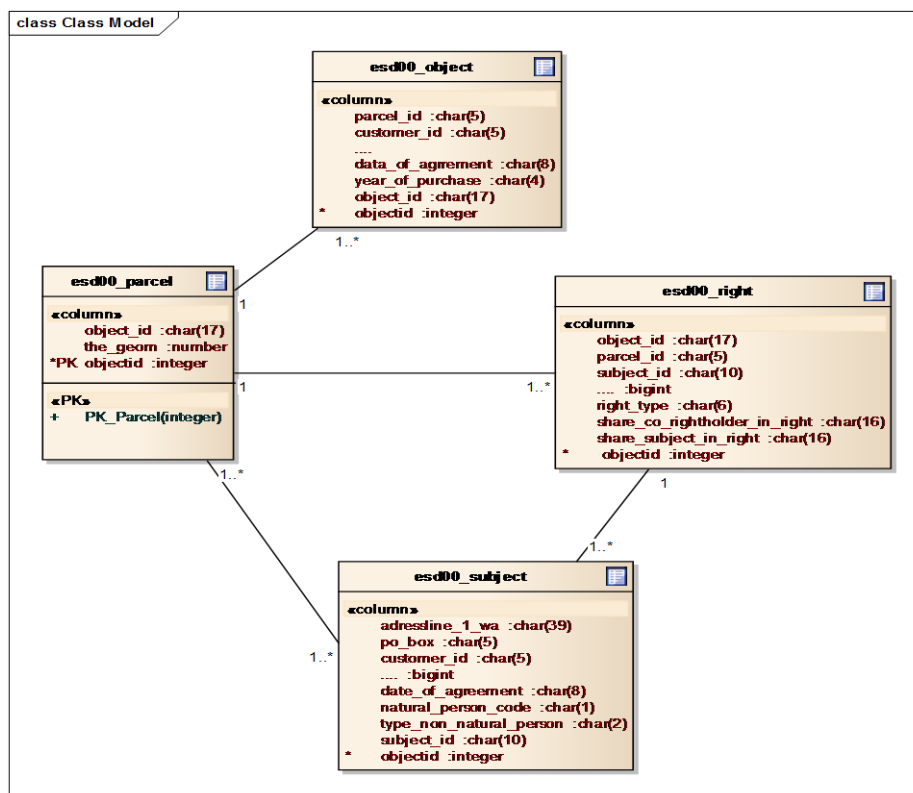 class Class Model
esd00_object
«column»
parcel_id :char(5)
customer_id :char(5)
....
data_of_agrrement :char(8)
year_of_purchase :char(4)
object_id :char(17)
* objectid :integer
1..*
esd00_parcel
«column»
object_id :char(17)
the_geom :number
*PK objectid :integer
«PK»
+ PK_Parcel(integer)
1
1
1..*
esd00_right
«column»
object_id :char(17)
parcel_id :char(5)
subject_id :char(10)
.... :bigint
right_type :char(6)
share_co_rightholder_in_right :char(16)
share_subject_in_right :char(16)
* objectid :integer
1..*
1
1..*
1..*
esd00_subject
«column»
adressline_1_wa :char(39)
po_box :char(5)
customer_id :char(5)
.... :bigint
date_of_agreement :char(8)
natural_person_code :char(1)
type_non_natural_person :char(2)
subject_id :char(10)
* objectid :integer